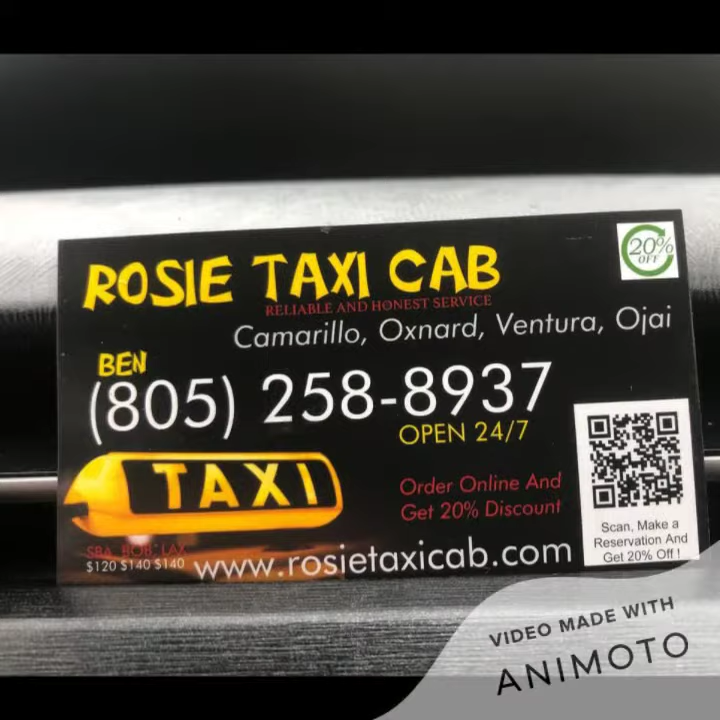 ROSIE TAXI CAB
20%
OFF
RELIABLE AND HONEST SERVICE
Camarillo, Oxnard, Ventura, Ojai
BEN
(805) 258-8937
OPEN 24/7
TAXI
Order Online And
Get 20% Discount
Scan, Make a
Reservation And
Get 20% Off !
SBA BOB LAX
$120 $140 $140
www.rosietaxicab.com
VIDEO MADE WITH
ANIMOTO